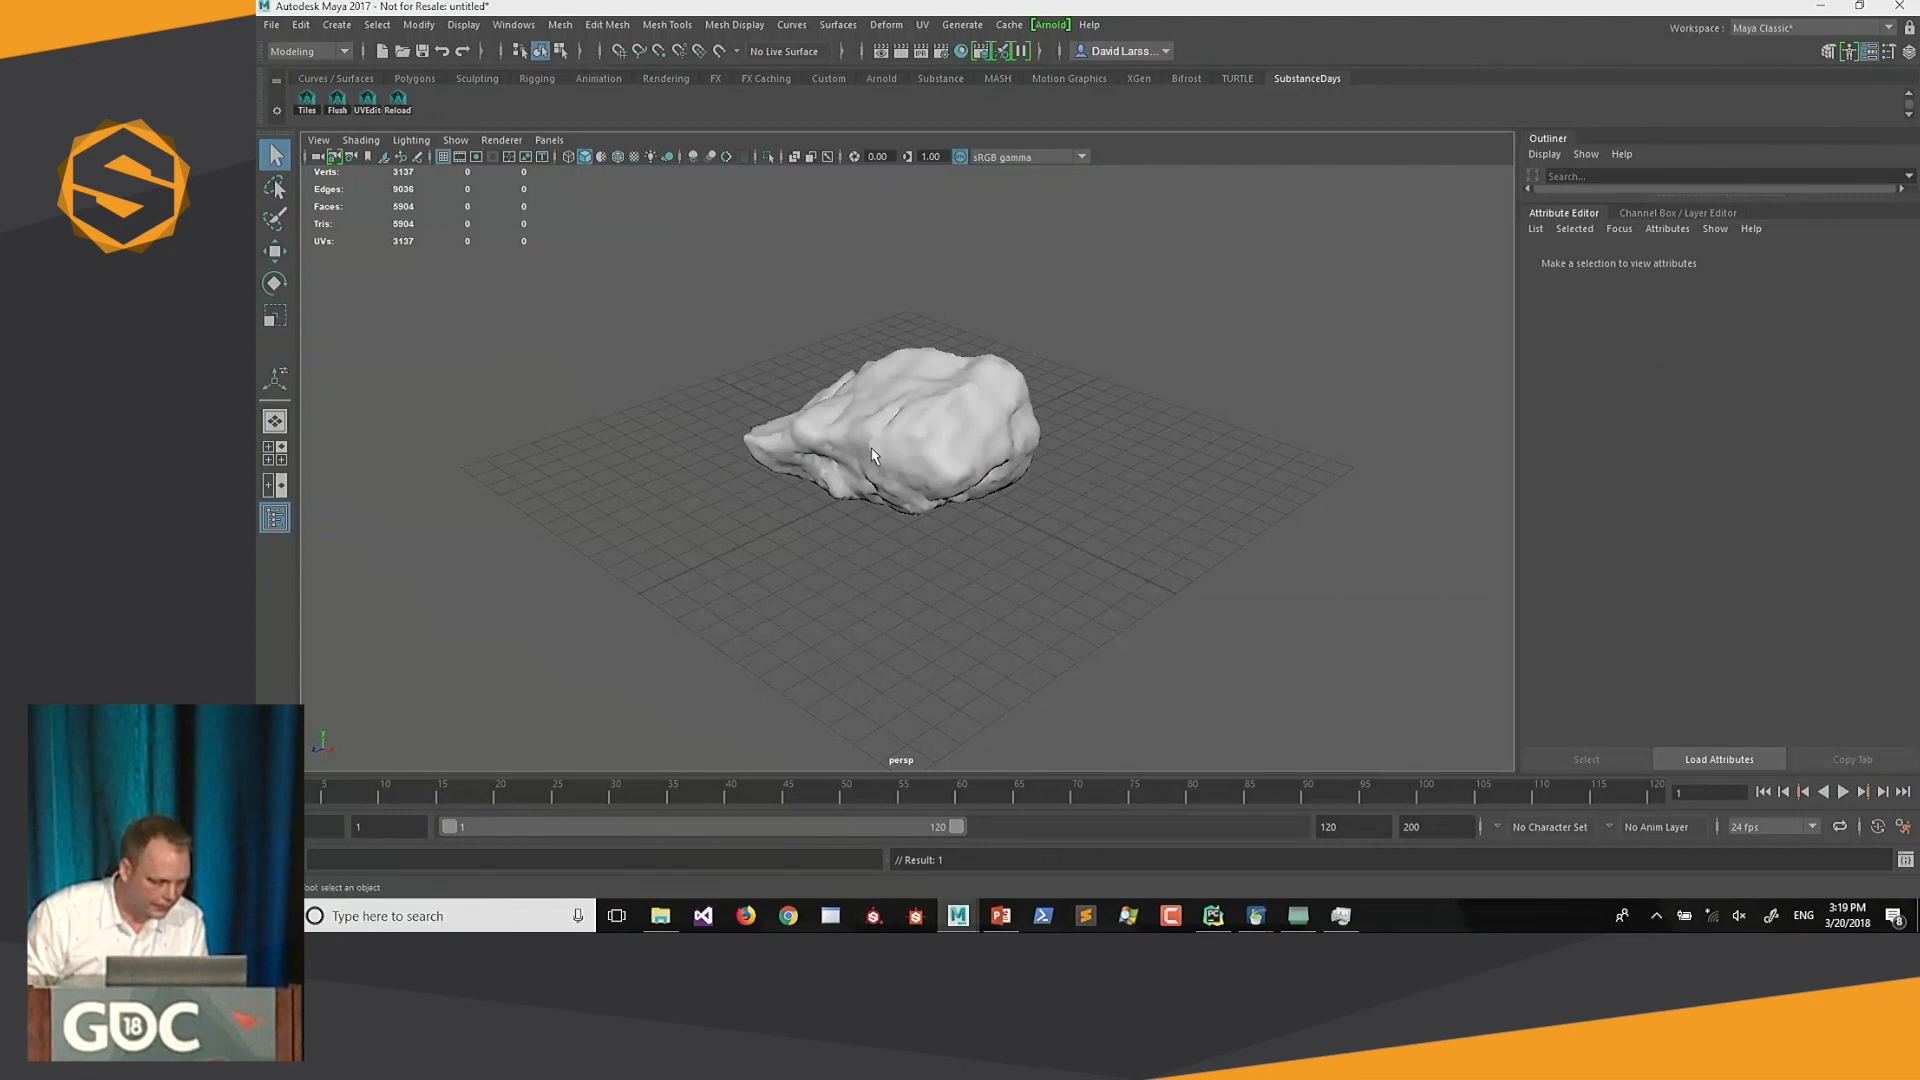 Autodesk Maya 2017 - Not for Resale: untitled*
File Edit Create Select Modify Display Windows Mesh Edit Mesh Mesh Tools Mesh Display Curves Surfaces Deform UV Generate Cache [Arnold] Help
Workspace : Maya Classic*
Modeling No Live Surface David Larss...
Curves / Surfaces Polygons Sculpting Rigging Animation Rendering FX FX Caching Custom Arnold Substance MASH Motion Graphics XGen Bifrost TURTLE SubstanceDays
Tiles Flush UVEdit Reload
View Shading Lighting Show Renderer Panels
0.00 1.00 sRGB gamma
Verts: 3137 0 0
Edges: 9036 0 0
Faces: 5904 0 0
Tris: 5904 0 0
UVs: 3137 0 0
persp
Outliner
Display Show Help
Search...
Attribute Editor Channel Box / Layer Editor
List Selected Focus Attributes Show Help
Make a selection to view attributes
Select Load Attributes Copy Tab
5 10 15 20 25 30 35 40 45 50 55 60 65 70 75 80 85 90 95 100 105 110 115 120
1
1 1 120 120 200 No Character Set No Anim Layer 24 fps
// Result: 1
ool: select an object
Type here to search
ENG
3:19 PM
3/20/2018
8
GDC 18